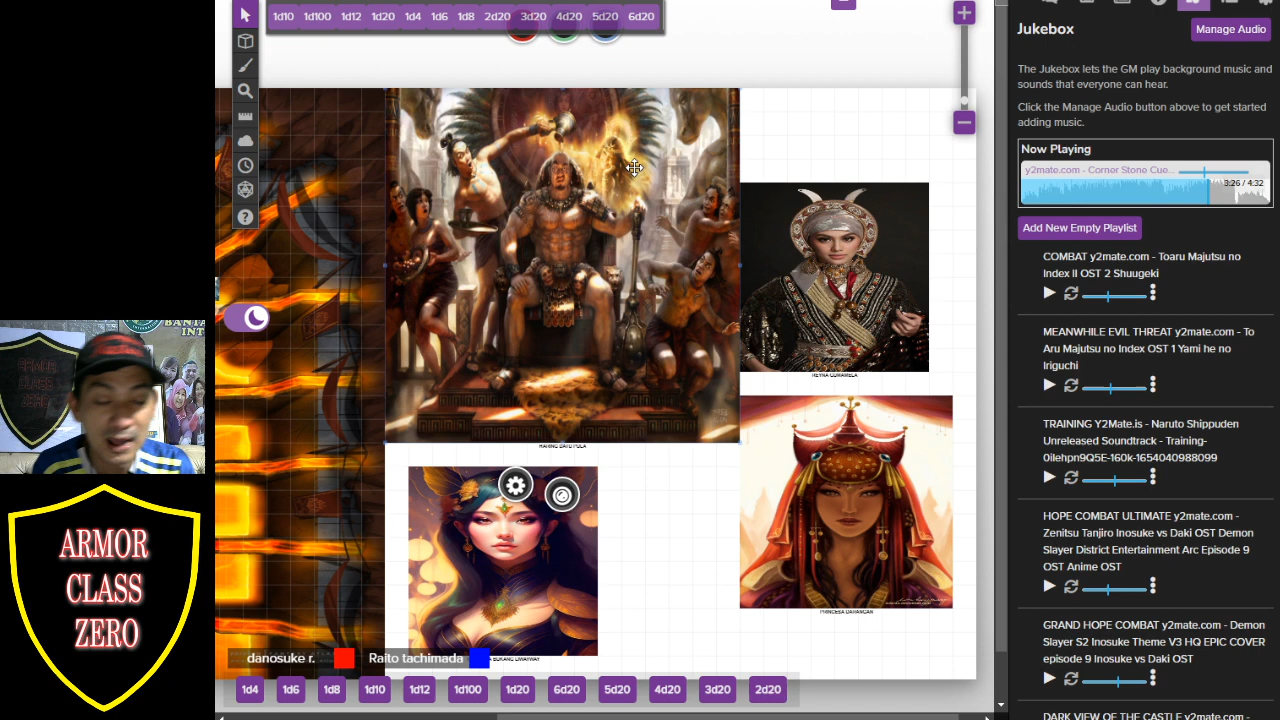 1d10 1d100 1d12 1d20 1d4 1d6 1d8 2d20 3d20 4d20 5d20 6d20
Jukebox
Manage Audio
The Jukebox lets the GM play background music and
sounds that everyone can hear.
Click the Manage Audio button above to get started
adding music.
Now Playing
y2mate.com - Corner Stone Cue...
3:26 / 4:32
Add New Empty Playlist
COMBAT y2mate.com - Toaru Majutsu no
Index II OST 2 Shuugeki
MEANWHILE EVIL THREAT y2mate.com - To
Aru Majutsu no Index OST 1 Yami he no
Iriguchi
TRAINING Y2Mate.is - Naruto Shippuden
Unreleased Soundtrack - Training-
0ilehpn9Q5E-160k-1654040988099
HOPE COMBAT ULTIMATE y2mate.com -
Zenitsu Tanjiro Inosuke vs Daki OST Demon
Slayer District Entertainment Arc Episode 9
OST Anime OST
GRAND HOPE COMBAT y2mate.com - Demon
Slayer S2 Inosuke Theme V3 HQ EPIC COVER
episode 9 Inosuke vs Daki OST
DARK VIEW OF THE CASTLE y2mate.com -
PRINCESA DARANGAN
ARMOR
CLASS
ZERO
ARMOR
CLASS
ZERO
danosuke r.
Raito tachimada
1d4 1d6 1d8 1d10 1d12 1d100 1d20 6d20 5d20 4d20 3d20 2d20